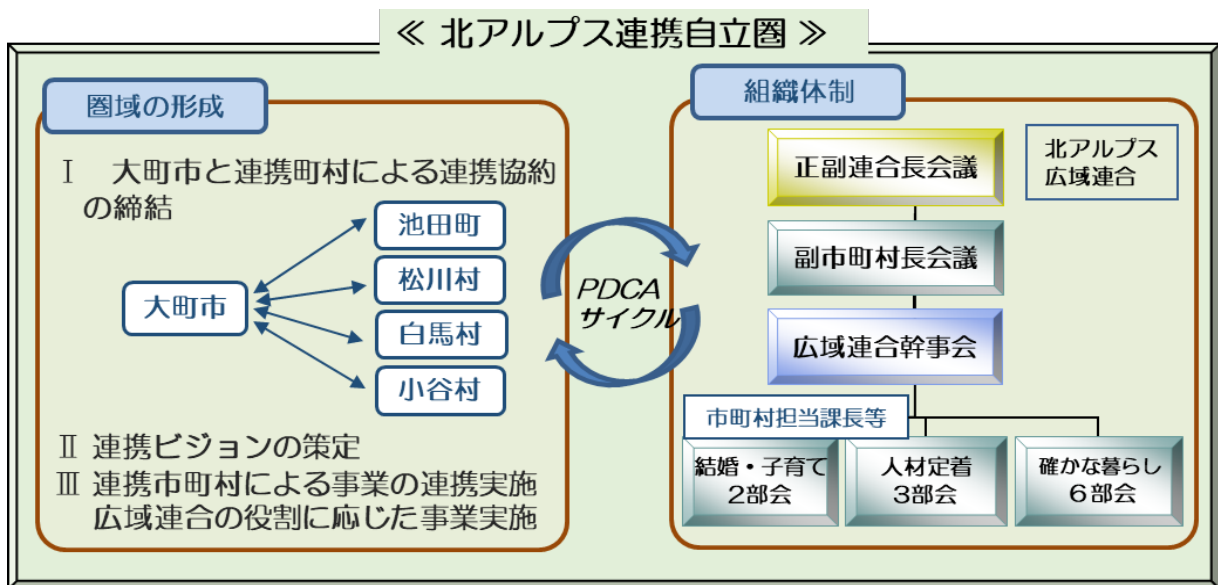 ≪ 北アルプス連携自立圏 ≫
圏域の形成
Ⅰ 大町市と連携町村による連携協約
の締結
大町市
池田町
松川村
白馬村
小谷村
Ⅱ 連携ビジョンの策定
Ⅲ 連携市町村による事業の連携実施
広域連合の役割に応じた事業実施
PDCA
サイクル
組織体制
北アルプス
広域連合
正副連合長会議
副市町村長会議
広域連合幹事会
市町村担当課長等
結婚・子育て
2部会
人材定着
3部会
確かな暮らし
6部会